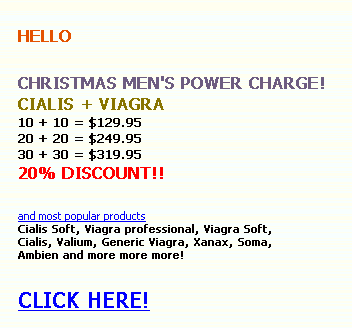 HELLO
CHRISTMAS MEN'S POWER CHARGE!
CIALIS + VIAGRA
10 + 10 = $129.95
20 + 20 = $249.95
30 + 30 = $319.95
20% DISCOUNT!!
and most popular products
Cialis Soft, Viagra professional, Viagra Soft,
Cialis, Valium, Generic Viagra, Xanax, Soma,
Ambien and more more more!
CLICK HERE!